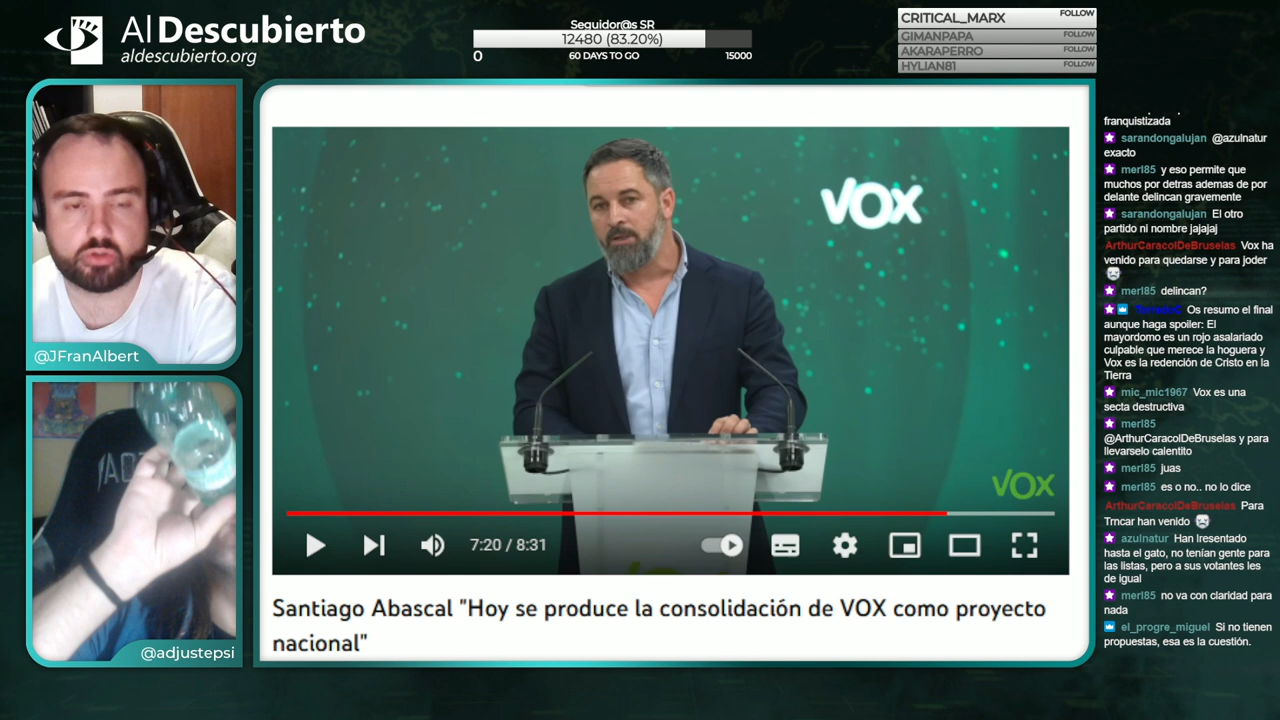 Al Descubierto
aldescubierto.org
Seguidor@s SR
12480 (83.20%)
0
60 DAYS TO GO
15000
CRITICAL_MARX FOLLOW
GIMANPAPA FOLLOW
AKARAPERRO FOLLOW
HYLIAN81 FOLLOW
@JFranAlbert
@adjustepsi
VOX
VOX
7:20 / 8:31
Santiago Abascal "Hoy se produce la consolidación de VOX como proyecto
nacional"
franquistizada
sarandongalujan @azulnatur
exacto
merl85 y eso permite que
muchos por detras ademas de por
delante delincan gravemente
sarandongalujan El otro
partido ni nombre jajajaj
ArthurCaracolDeBruselas Vox ha
venido para quedarse y para joder
merl85 delincan?
Os resumo el final
aunque haga spoiler: El
mayordomo es un rojo asalariado
culpable que merece la hoguera y
Vox es la redención de Cristo en la
Tierra
mic_mic1967 Vox es una
secta destructiva
merl85
@ArthurCaracolDeBruselas y para
llevarselo calentito
merl85 juas
merl85 es o no.. no lo dice
ArthurCaracolDeBruselas Para
Trncar han venido
azulnatur Han lresentado
hasta el gato, no tenían gente para
las listas, pero a sus votantes les
de igual
merl85 no va con claridad para
nada
el_progre_miguel Si no tienen
propuestas, esa es la cuestión.